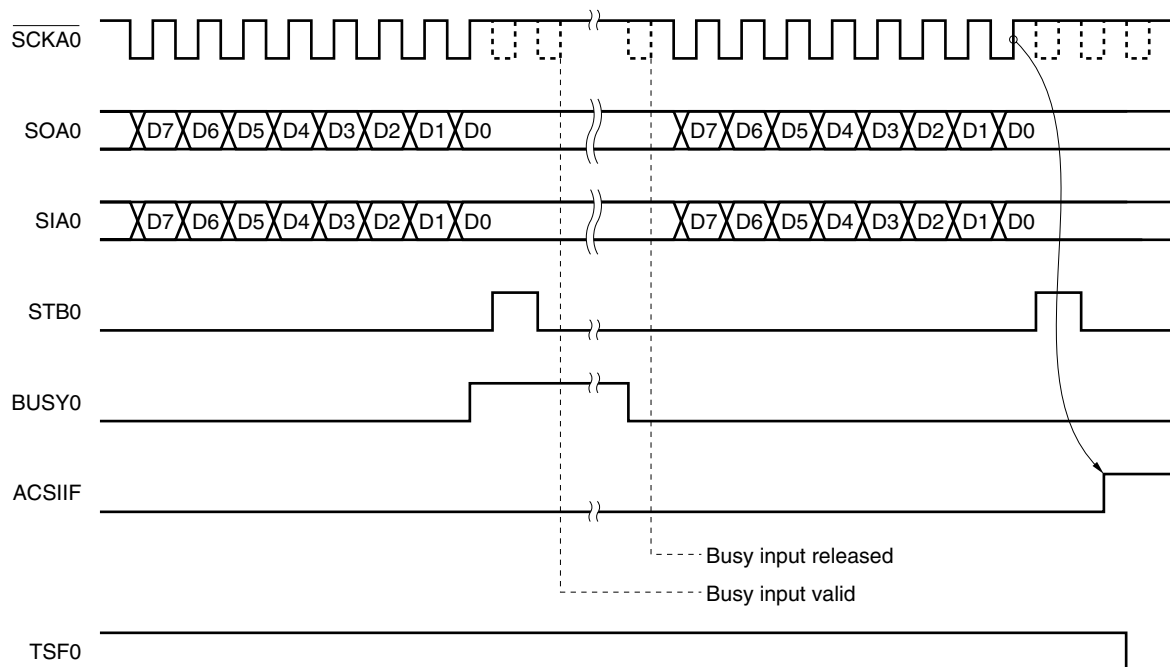 SCKA0
SOA0 D7 D6 D5 D4 D3 D2 D1 D0 D7 D6 D5 D4 D3 D2 D1 D0
SIA0 D7 D6 D5 D4 D3 D2 D1 D0 D7 D6 D5 D4 D3 D2 D1 D0
STB0
BUSY0
ACSIIF
Busy input released
Busy input valid
TSF0